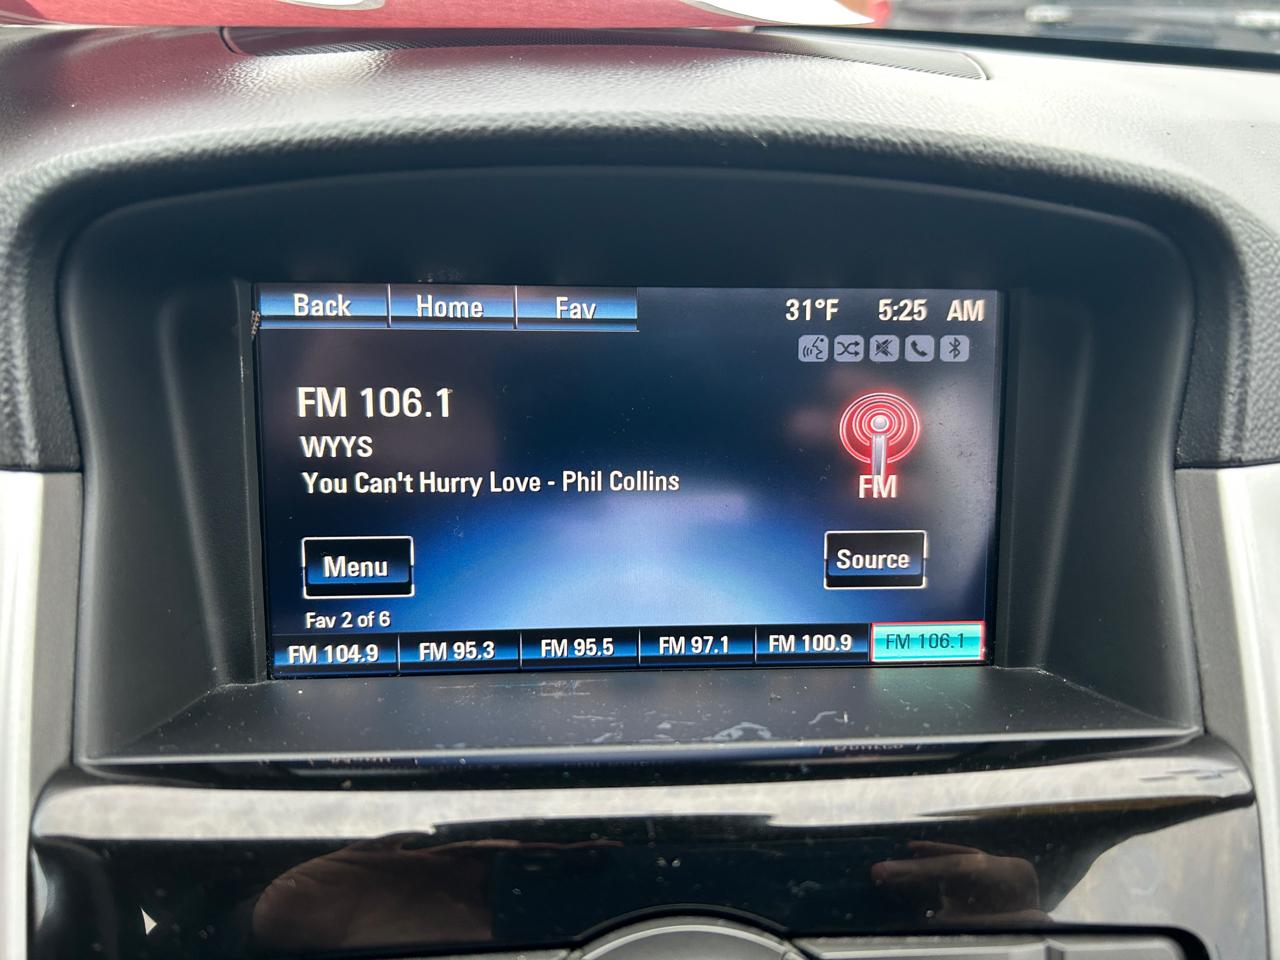 Back Home Fav 31°F 5:25 AM
FM 106.1
WYYS
You Can't Hurry Love - Phil Collins
FM
Menu Source
Fav 2 of 6
FM 104.9 FM 95.3 FM 95.5 FM 97.1 FM 100.9 FM 106.1